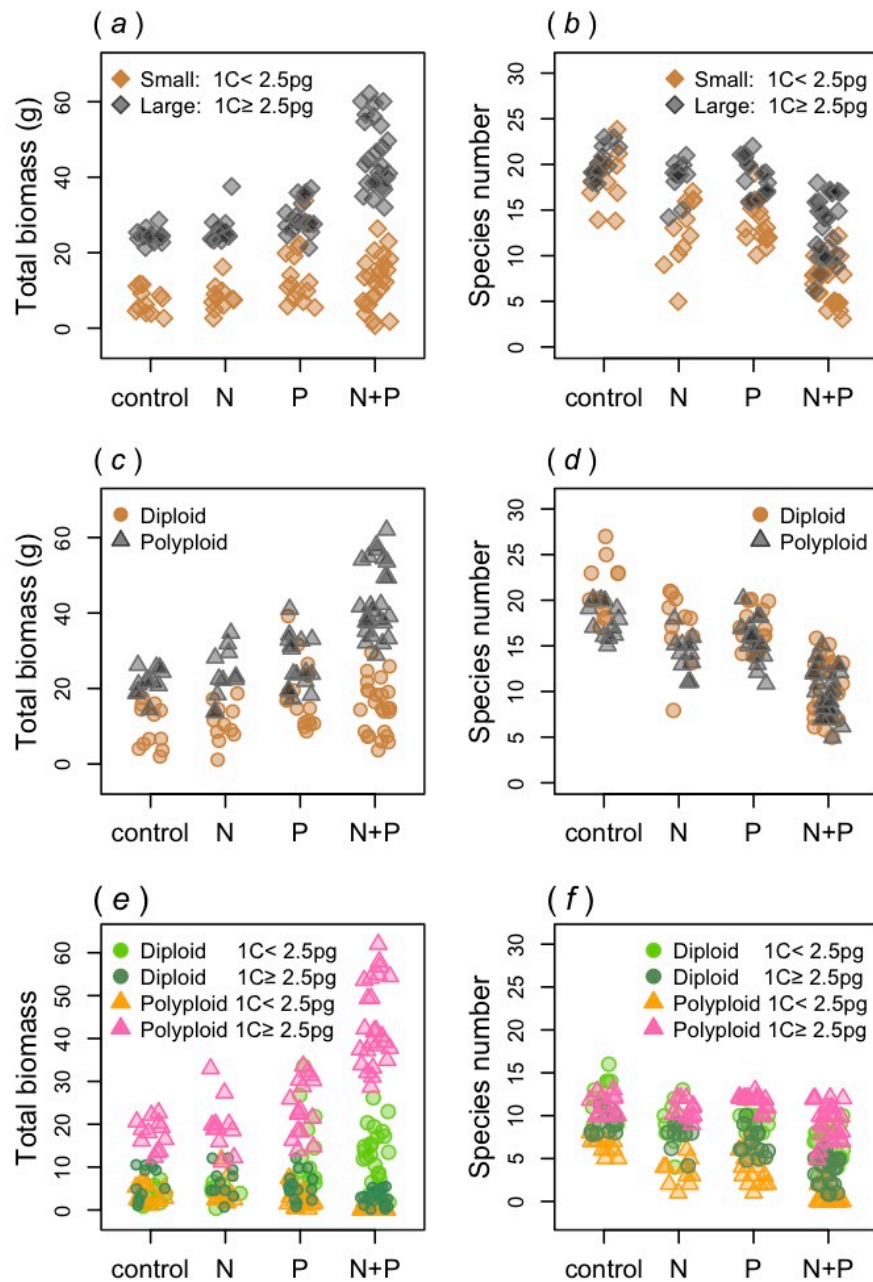 (a)
Small: 1C< 2.5pg
Large: 1C≥ 2.5pg
Total biomass (g)
0 20 40 60
control N P N+P
(b)
Small: 1C< 2.5pg
Large: 1C≥ 2.5pg
Species number
0 5 10 15 20 25 30
control N P N+P
(c)
Diploid
Polyploid
Total biomass (g)
0 20 40 60
control N P N+P
(d)
Diploid
Polyploid
Species number
0 5 10 15 20 25 30
control N P N+P
(e)
Diploid 1C< 2.5pg
Diploid 1C≥ 2.5pg
Polyploid 1C< 2.5pg
Polyploid 1C≥ 2.5pg
Total biomass
0 10 20 30 40 50 60
control N P N+P
(f)
Diploid 1C< 2.5pg
Diploid 1C≥ 2.5pg
Polyploid 1C< 2.5pg
Polyploid 1C≥ 2.5pg
Species number
0 5 10 15 20 25 30
control N P N+P